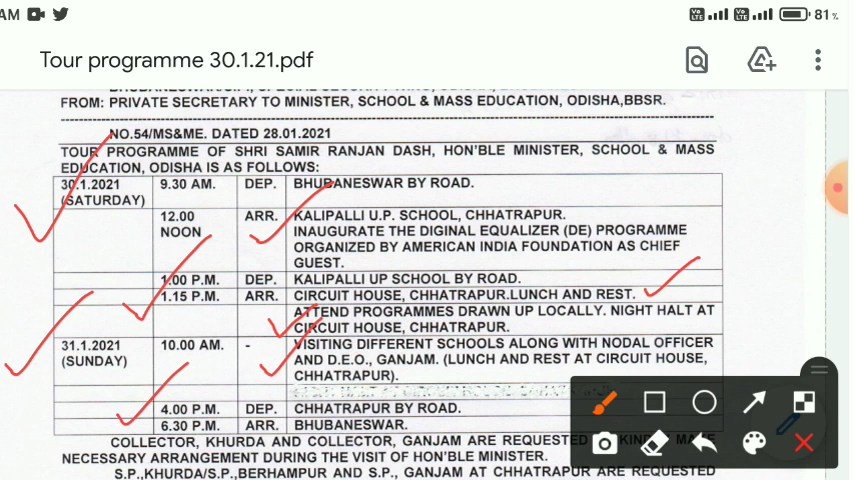 AM 81%
Tour programme 30.1.21.pdf
FROM: PRIVATE SECRETARY TO MINISTER, SCHOOL & MASS EDUCATION, ODISHA,BBSR.
NO.54/MS&ME. DATED 28.01.2021
TOUR PROGRAMME OF SHRI SAMIR RANJAN DASH, HON'BLE MINISTER, SCHOOL & MASS
EDUCATION, ODISHA IS AS FOLLOWS:
30.1.2021 9.30 AM. DEP. BHUBANESWAR BY ROAD.
(SATURDAY)
12.00 ARR. KALIPALLI U.P. SCHOOL, CHHATRAPUR.
NOON INAUGURATE THE DIGINAL EQUALIZER (DE) PROGRAMME
ORGANIZED BY AMERICAN INDIA FOUNDATION AS CHIEF
GUEST.
1.00 P.M. DEP. KALIPALLI UP SCHOOL BY ROAD.
1.15 P.M. ARR. CIRCUIT HOUSE, CHHATRAPUR.LUNCH AND REST.
ATTEND PROGRAMMES DRAWN UP LOCALLY. NIGHT HALT AT
CIRCUIT HOUSE, CHHATRAPUR.
31.1.2021 10.00 AM. - VISITING DIFFERENT SCHOOLS ALONG WITH NODAL OFFICER
(SUNDAY) AND D.E.O., GANJAM. (LUNCH AND REST AT CIRCUIT HOUSE,
CHHATRAPUR).
4.00 P.M. DEP. CHHATRAPUR BY ROAD.
6.30 P.M. ARR. BHUBANESWAR.
COLLECTOR, KHURDA AND COLLECTOR, GANJAM ARE REQUESTED
NECESSARY ARRANGEMENT DURING THE VISIT OF HON'BLE MINISTER.
S.P.,KHURDA/S.P.,BERHAMPUR AND S.P., GANJAM AT CHHATRAPUR ARE REQUESTED